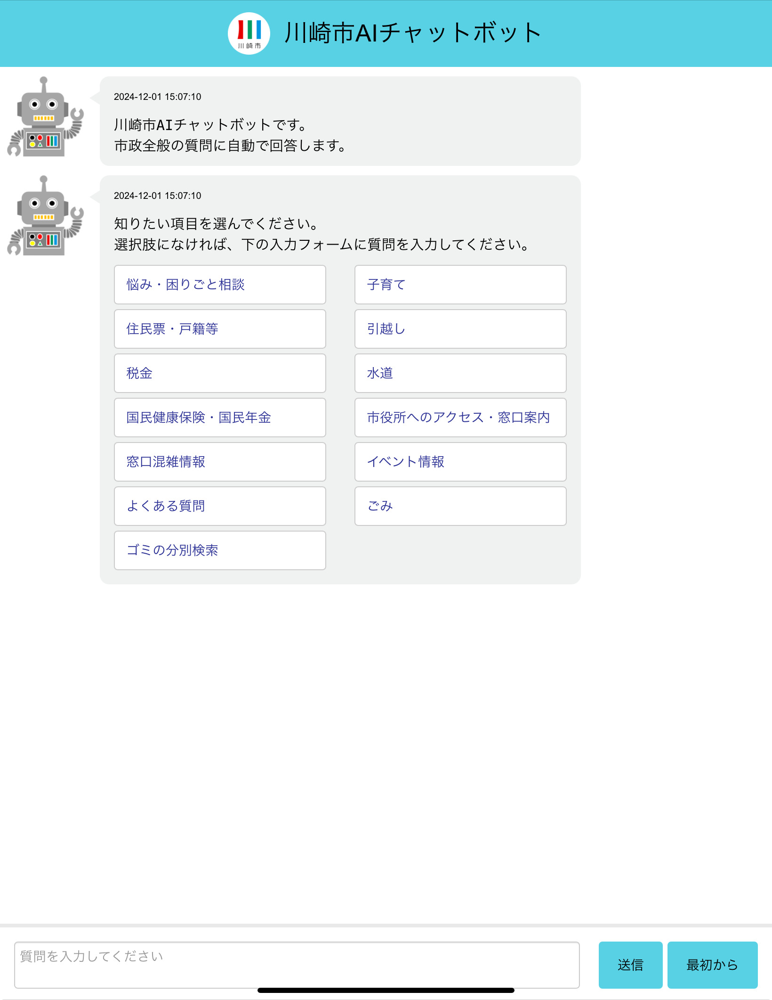 川崎市
川崎市AIチャットボット
2024-12-01 15:07:10
川崎市AIチャットボットです。
市政全般の質問に自動で回答します。
2024-12-01 15:07:10
知りたい項目を選んでください。
選択肢になければ、下の入力フォームに質問を入力してください。
悩み・困りごと相談
子育て
住民票・戸籍等
引越し
税金
水道
国民健康保険・国民年金
市役所へのアクセス・窓口案内
窓口混雑情報
イベント情報
よくある質問
ごみ
ゴミの分別検索
質問を入力してください
送信
最初から